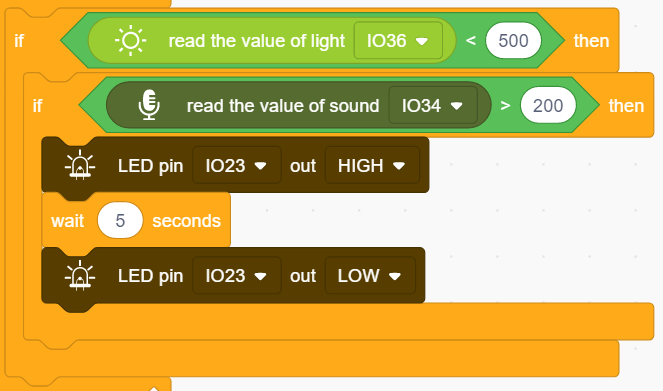 if read the value of light IO36 < 500 then
if read the value of sound IO34 > 200 then
LED pin IO23 out HIGH
wait 5 seconds
LED pin IO23 out LOW